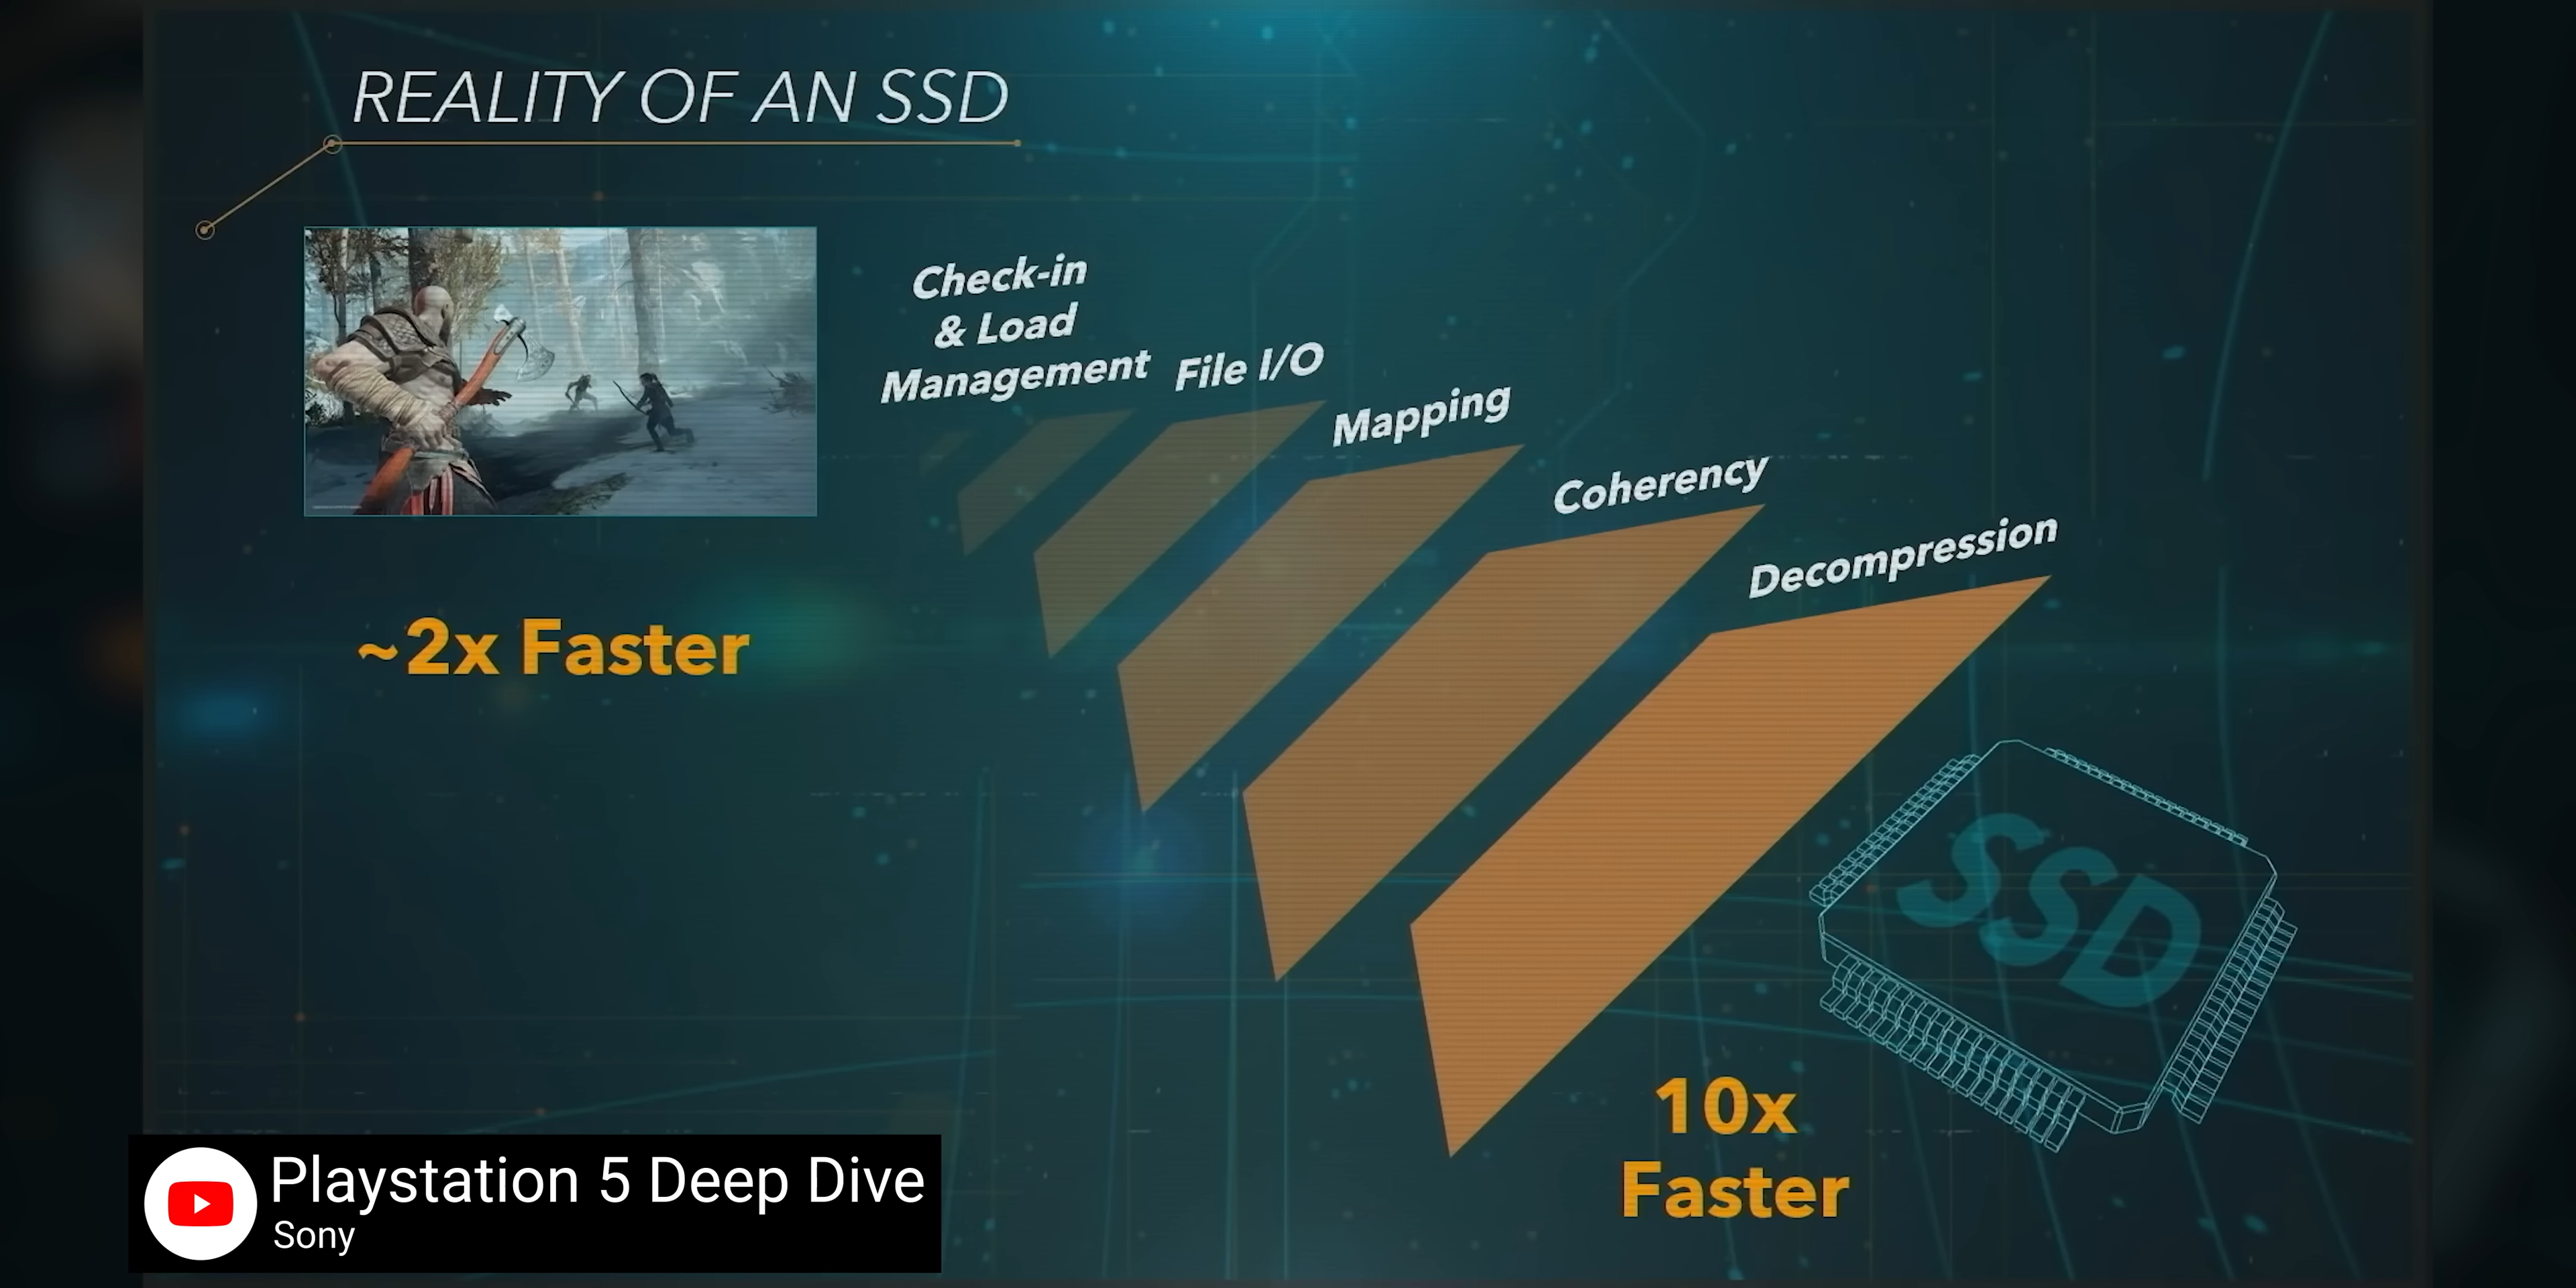 REALITY OF AN SSD
Check-in
& Load
Management
File I/O
Mapping
Coherency
Decompression
~2x Faster
SSD
10x
Faster
Playstation 5 Deep Dive
Sony